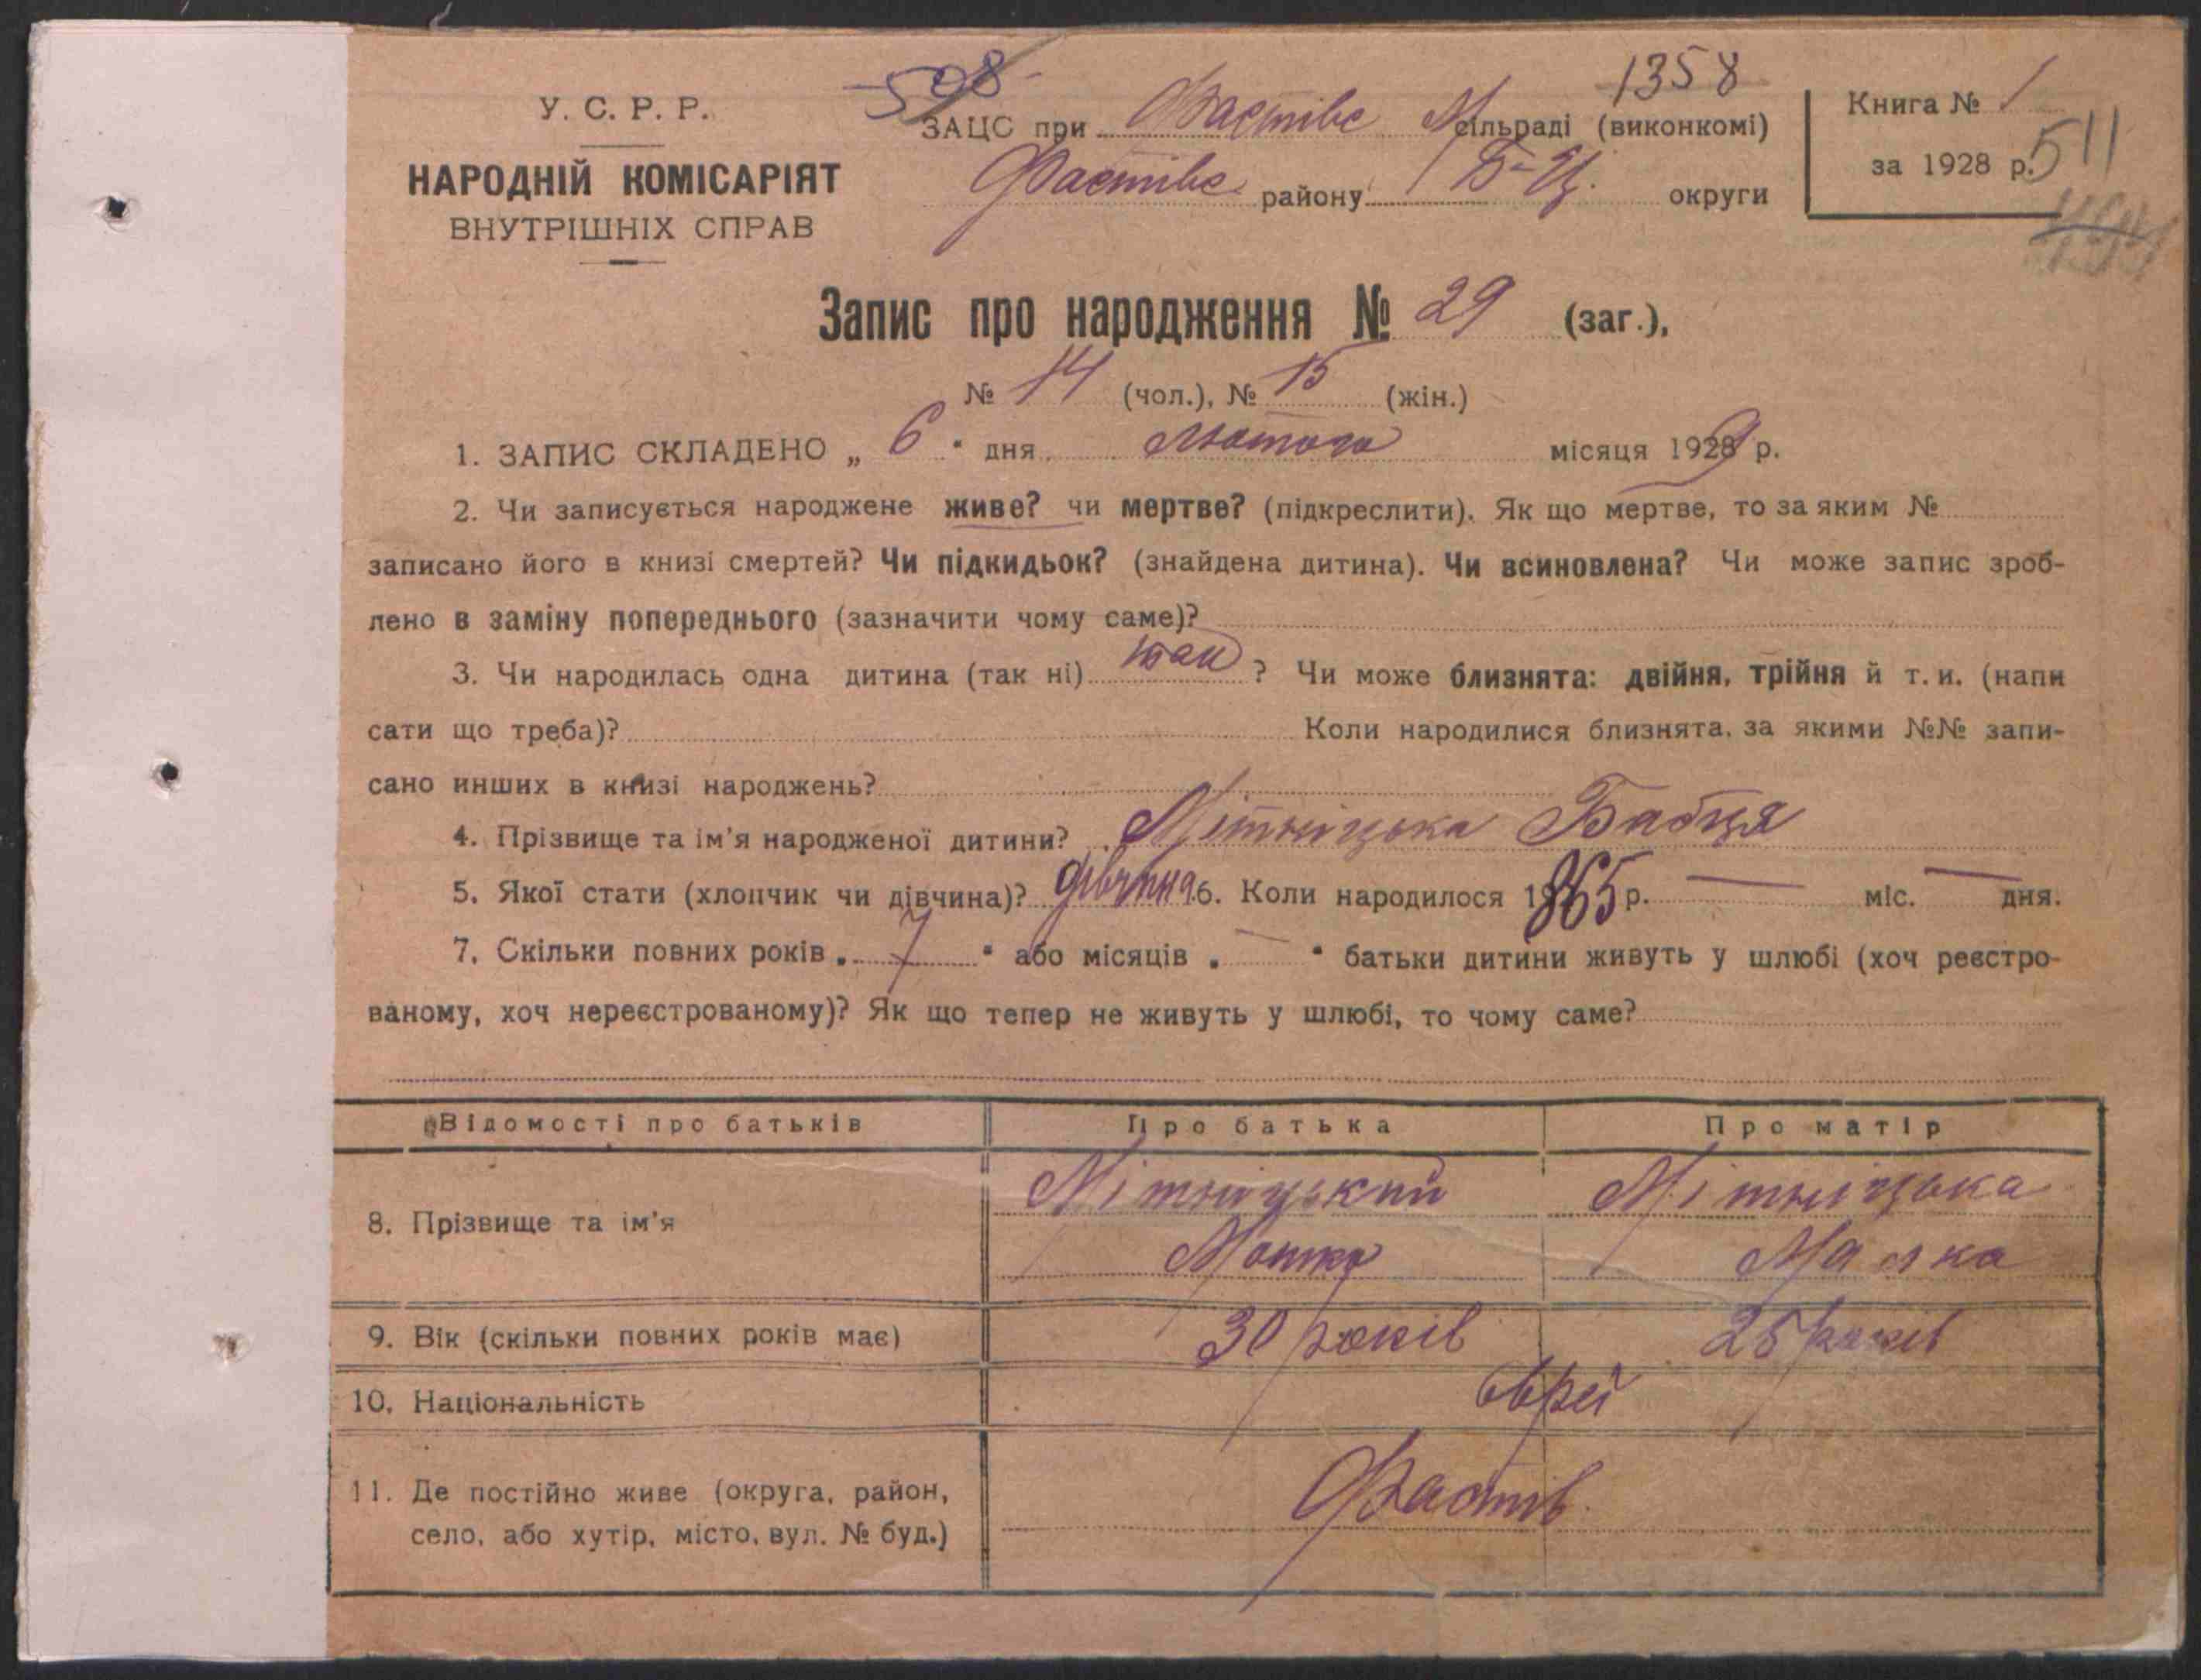 508
1358
У. С. Р. Р.
ЗАЦС при Фастівс М сільраді (виконкомі)
Книга № 1
НАРОДНІЙ КОМІСАРІЯТ
Фастівс району Б-Ц. округи
за 1928 р. 511
ВНУТРІШНІХ СПРАВ
Запис про народження № 29 (заг.),
№ 14 (чол.), № 15 (жін.)
1. ЗАПИС СКЛАДЕНО „ 6 “ дня лютого місяця 1929 р.
2. Чи записується народжене живе? чи мертве? (підкреслити). Як що мертве, то за яким №
записано його в книзі смертей? Чи підкидьок? (знайдена дитина). Чи всиновлена? Чи може запис зроб-
лено в заміну попереднього (зазначити чому саме)?
3. Чи народилась одна дитина (так ні) так ? Чи може близнята: двійня, трійня й т. и. (напи
сати що треба)? Коли народилися близнята, за якими №№ запи-
сано инших в книзі народжень?
4. Прізвище та ім'я народженої дитини? Мітніцька Бабця
5. Якої стати (хлопчик чи дівчина)? дівчина 6. Коли народилося 1865 р. — міс. — дня.
7. Скільки повних років „ 7 “ або місяців „ — “ батьки дитини живуть у шлюбі (хоч реєстро-
ваному, хоч нереєстрованому)? Як що тепер не живуть у шлюбі, то чому саме?
Відомості про батьків
Про батька
Про матір
8. Прізвище та ім'я
Мітніцький
Мошко
Мітніцька
Малка
9. Вік (скільки повних років має)
30 років
25 років
10. Національність
євреї
11. Де постійно живе (округа, район,
село, або хутір, місто, вул. № буд.)
Фастів.